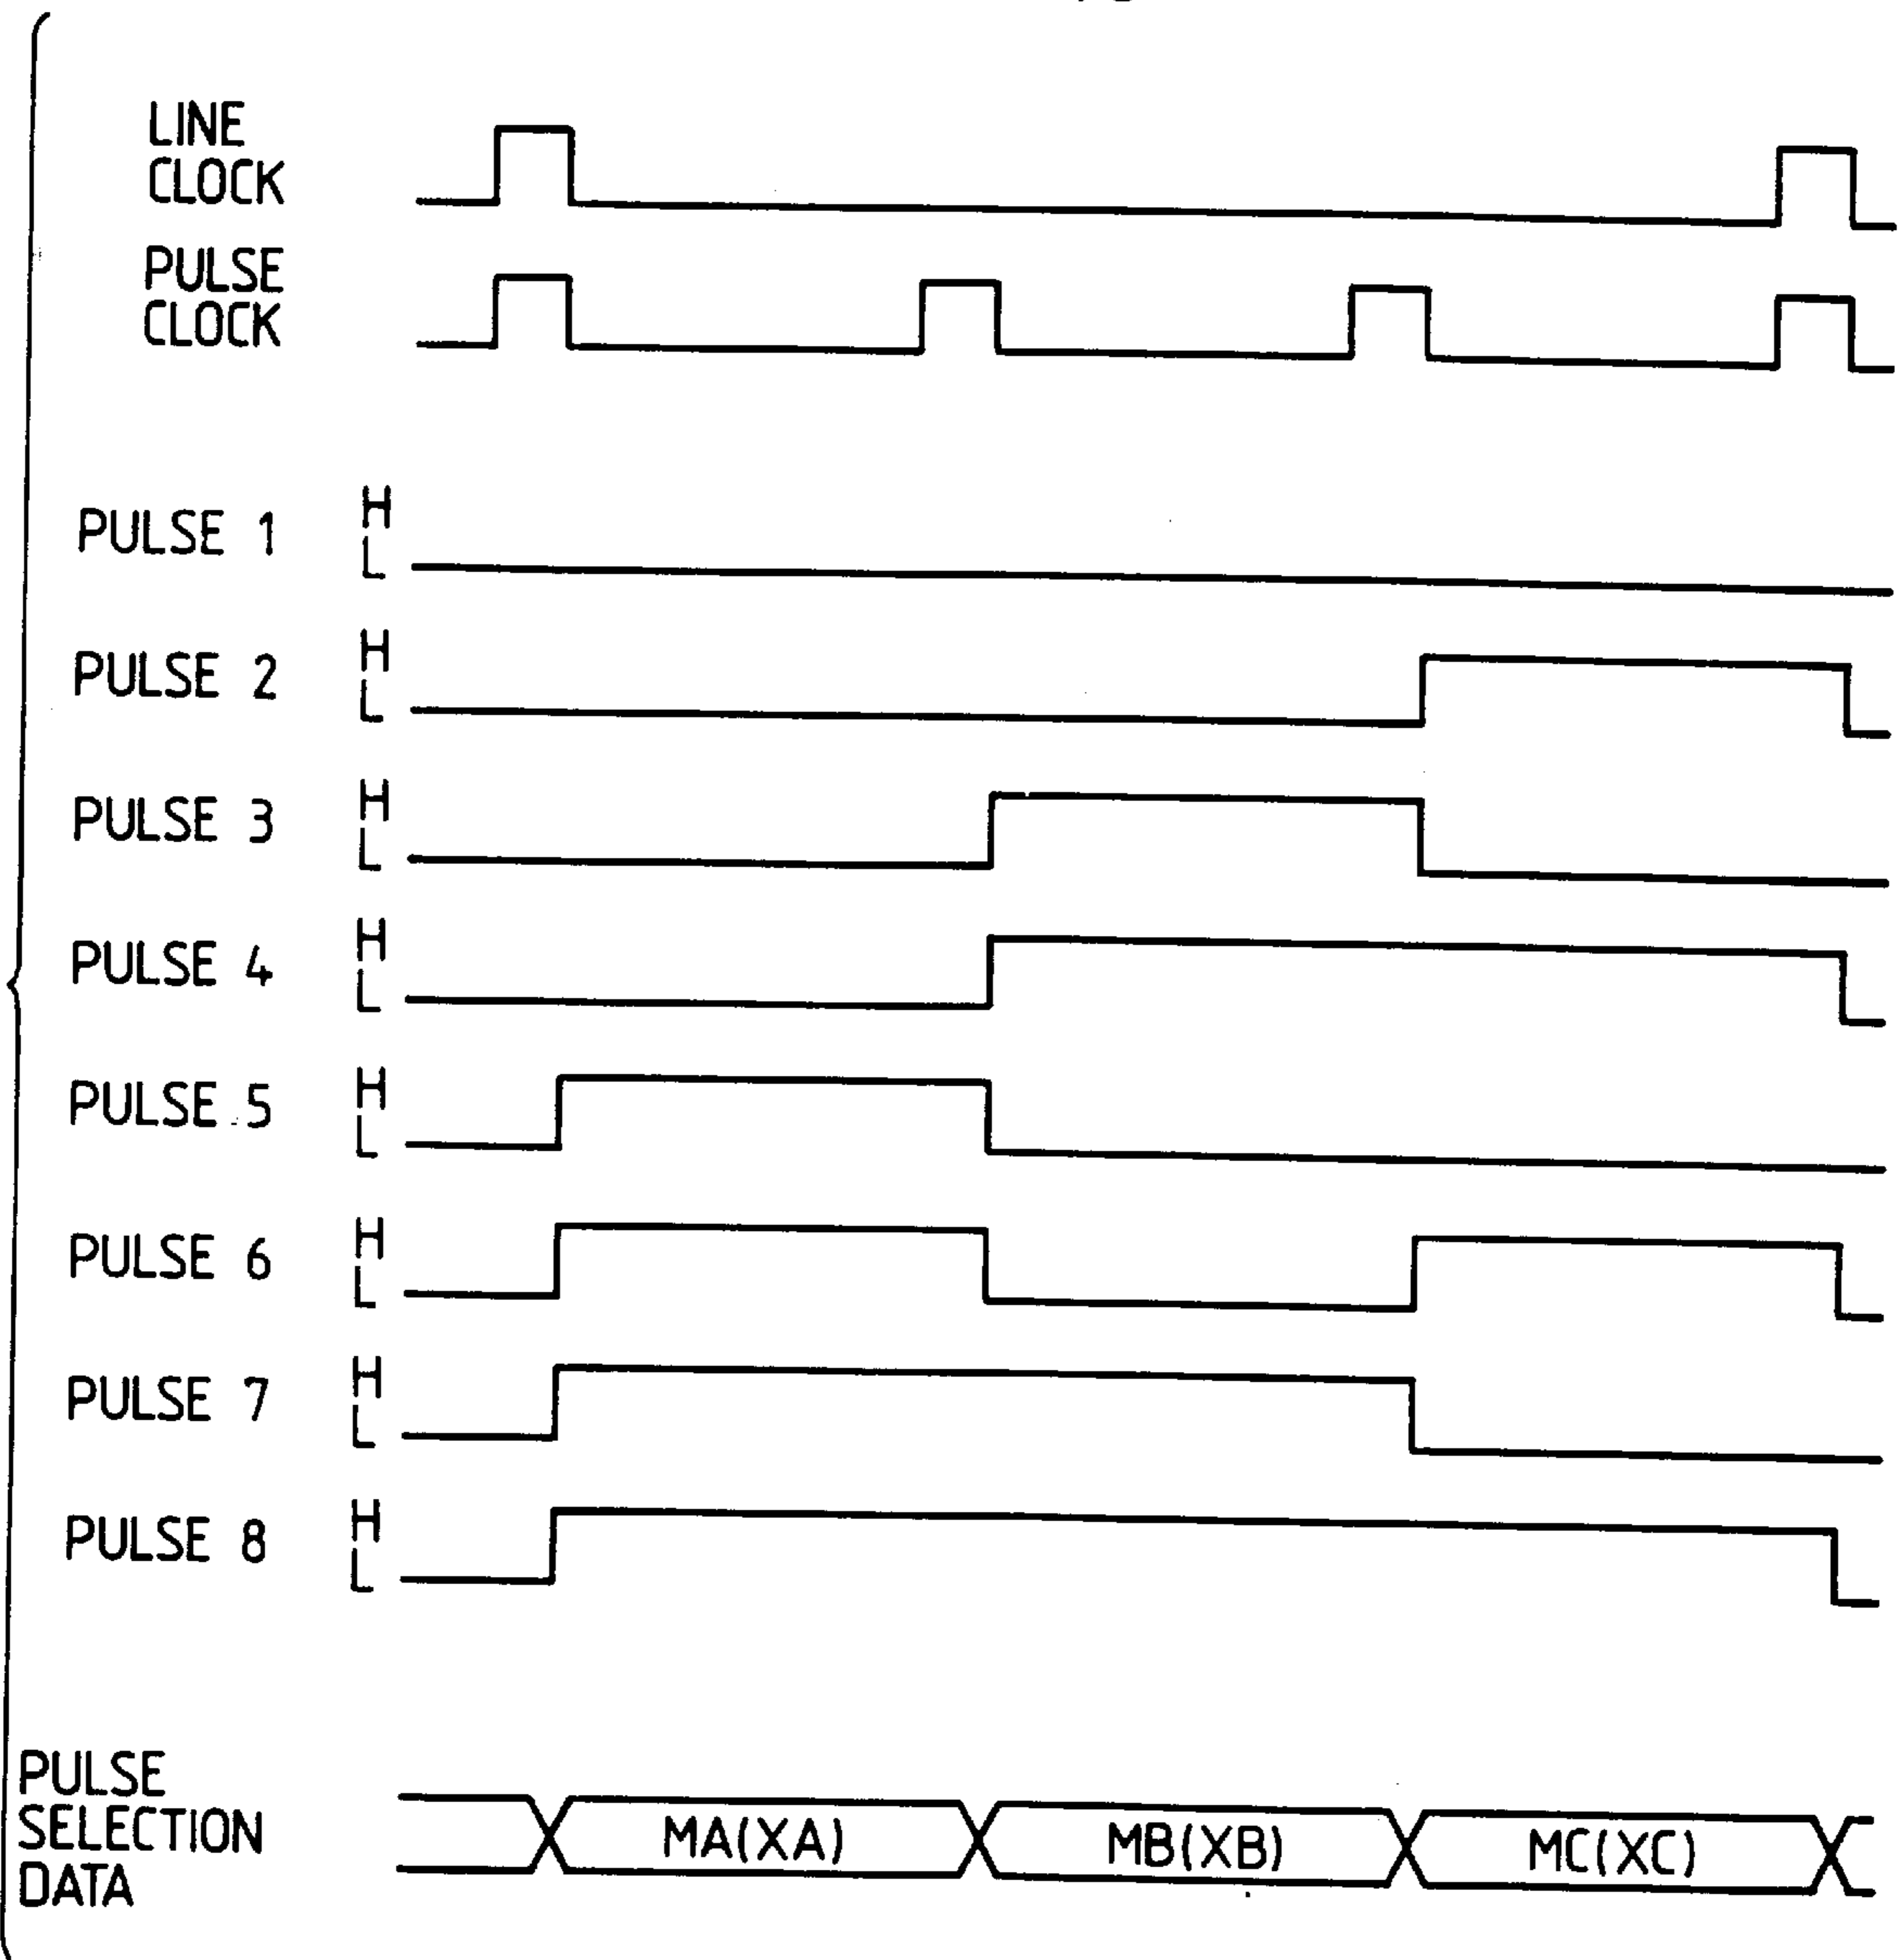 LINE
CLOCK
PULSE
CLOCK
PULSE 1
H
L
PULSE 2
H
L
PULSE 3
H
L
PULSE 4
H
L
PULSE 5
H
L
PULSE 6
H
L
PULSE 7
H
L
PULSE 8
H
L
PULSE
SELECTION
DATA
MA(XA) MB(XB) MC(XC)